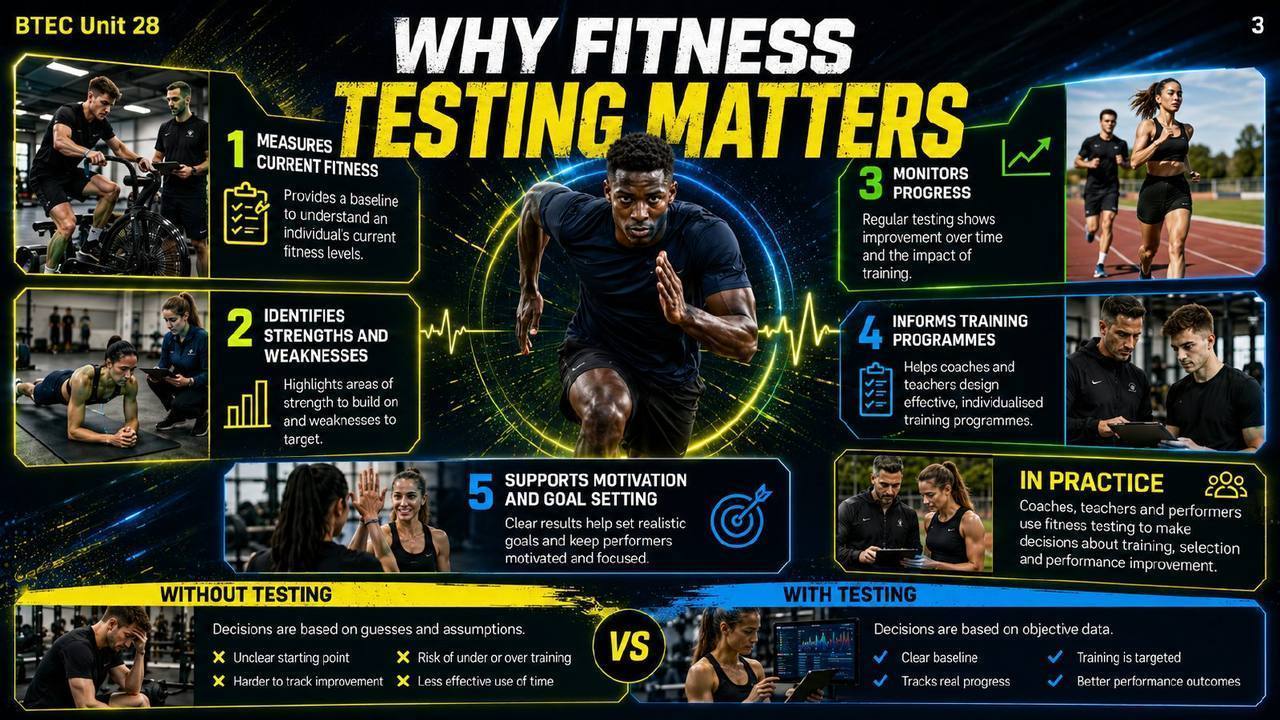 BTEC Unit 28
3
WHY FITNESS
TESTING MATTERS
1
MEASURES
CURRENT FITNESS
Provides a baseline
to understand an
individual's current
fitness levels.
2
IDENTIFIES
STRENGTHS AND
WEAKNESSES
Highlights areas of
strength to build on
and weaknesses to
target.
3
MONITORS
PROGRESS
Regular testing shows
improvement over time
and the impact of
training.
4
INFORMS TRAINING
PROGRAMMES
Helps coaches and
teachers design
effective, individualised
training programmes.
5
SUPPORTS MOTIVATION
AND GOAL SETTING
Clear results help set realistic
goals and keep performers
motivated and focused.
IN PRACTICE
Coaches, teachers and performers
use fitness testing to make
decisions about training, selection
and performance improvement.
WITHOUT TESTING
Decisions are based on guesses and assumptions.
Unclear starting point
Risk of under or over training
Harder to track improvement
Less effective use of time
VS
WITH TESTING
Decisions are based on objective data.
Clear baseline
Training is targeted
Tracks real progress
Better performance outcomes